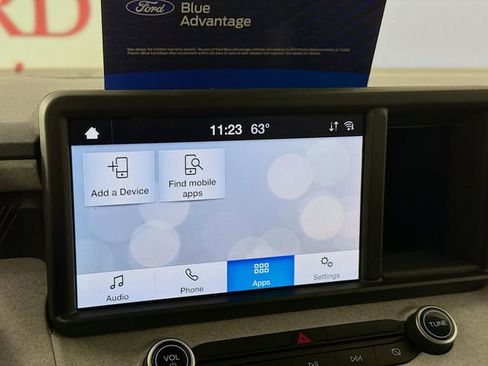 Ford
Blue
Advantage
11:23 63°
Add a Device
Find mobile
apps
Audio
Phone
Apps
Settings
VOL
TUNE